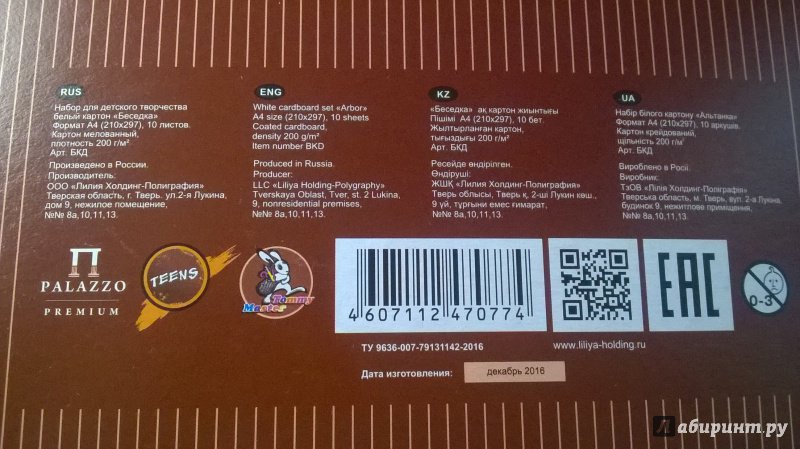 RUS
Набор для детского творчества
белый картон «Беседка»
Формат А4 (210х297), 10 листов.
Картон мелованный,
плотность 200 г/м²
Арт. БКД
Произведено в России.
Производитель:
ООО «Лилия Холдинг-Полиграфия»
Тверская область, г. Тверь. ул.2-я Лукина,
дом 9, нежилое помещение,
№№ 8а,10,11,13.
ENG
White cardboard set «Arbor»
A4 size (210x297), 10 sheets
Coated cardboard,
density 200 g/m²
Item number BKD
Produced in Russia.
Producer:
LLC «Liliya Holding-Polygraphy»
Tverskaya Oblast, Tver, st. 2 Lukina,
9, nonresidential premises,
№№ 8a,10,11,13.
KZ
«Беседка» ақ картон жиынтығы
Пішімі А4 (210х297), 10 бет.
Жылтырланған картон,
тығыздығы 200 г/м²
Арт. БКД
Ресейде өндірілген.
Өндіруші:
ЖШҚ «Лилия Холдинг-Полиграфия»
Тверь облысы, Тверь қ, 2-ші Лукин көш.,
9 үй, тұрғыни емес ғимарат,
№№ 8а,10,11,13.
UA
Набір білого картону «Альтанка»
Формат А4 (210х297), 10 аркушів.
Картон крейдований,
щільність 200 г/м²
Арт. БКД
Вироблено в Росії.
Виробник:
ТзОВ «Лілія Холдинг-Поліграфія»
Тверська область, м. Тверь, вул. 2-я Лукина,
будинок 9, нежитлове приміщення,
№№ 8а,10,11,13.
PALAZZO
PREMIUM
TEENS
Tommy
Master
4 607112 470774
ТУ 9636-007-79131142-2016
www.liliya-holding.ru
EAC
0-3
Дата изготовления:
декабрь 2016
Лабиринт.ру